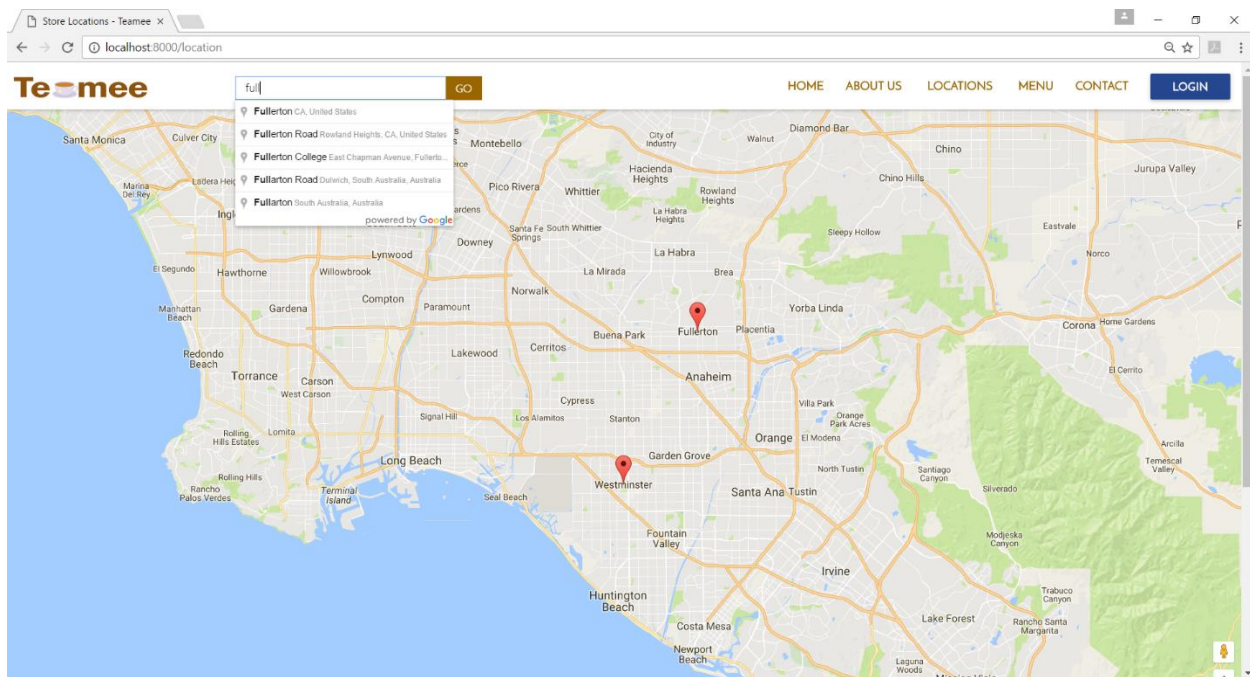 Store Locations - Teamee
localhost:8000/location
Te mee
full
GO
HOME ABOUT US LOCATIONS MENU CONTACT LOGIN
Fullerton CA, United States
Fullerton Road Rowland Heights, CA, United States
Fullerton College East Chapman Avenue, Fullerto...
Fullarton Road Dulwich, South Australia, Australia
Fullarton South Australia, Australia
powered by Google
Santa Monica
Culver City
Montebello
City of Industry
Walnut
Diamond Bar
Chino
Marina Del Rey
Ladera Heig
Pico Rivera
Whittier
Hacienda Heights
Rowland Heights
Chino Hills
Jurupa Valley
Ingl
La Habra Heights
Downey
Santa Fe Springs
South Whittier
Sleepy Hollow
Eastvale
Norco
El Segundo
Hawthorne
Willowbrook
Lynwood
La Mirada
La Habra
Brea
Manhattan Beach
Gardena
Compton
Paramount
Norwalk
Buena Park
Fullerton
Placentia
Yorba Linda
Corona
Home Gardens
Redondo Beach
Torrance
Carson
West Carson
Lakewood
Cerritos
Anaheim
El Cerrito
Rolling Hills Estates
Lomita
Signal Hill
Los Alamitos
Cypress
Stanton
Villa Park
Orange Park Acres
Orange
El Modena
Arcilla
Rolling Hills
Rancho Palos Verdes
Long Beach
Terminal Island
Seal Beach
Garden Grove
Westminster
Santa Ana
Tustin
North Tustin
Santiago Canyon
Silverado
Temescal Valley
Fountain Valley
Modjeska Canyon
Irvine
Huntington Beach
Costa Mesa
Newport Beach
Lake Forest
Trabuco Canyon
Rancho Santa Margarita
Laguna Woods